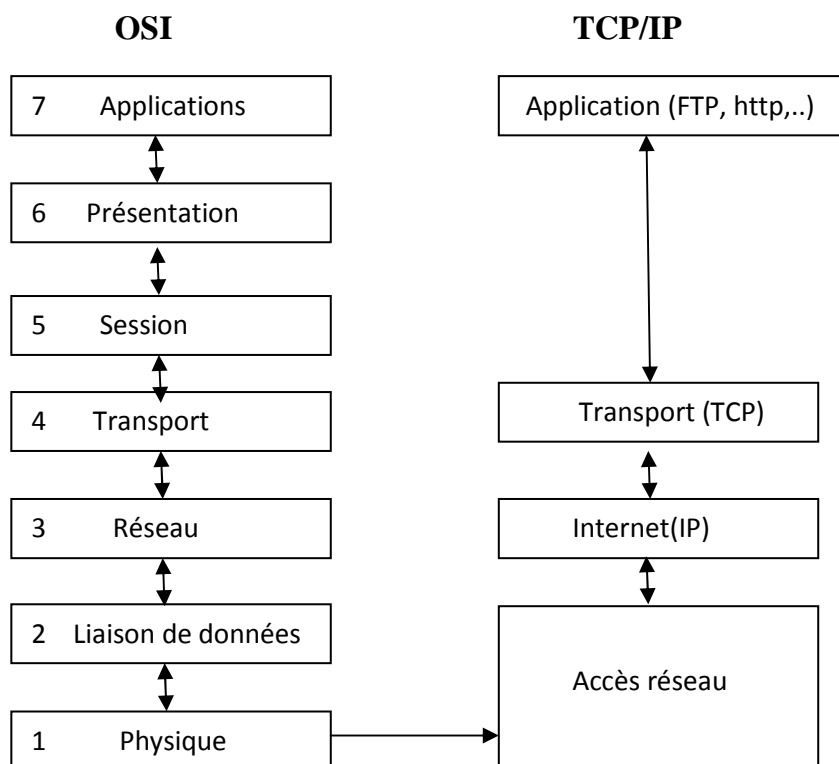 OSI
TCP/IP
7 Applications
Application (FTP, http,..)
6 Présentation
5 Session
4 Transport
Transport (TCP)
3 Réseau
Internet(IP)
2 Liaison de données
Accès réseau
1 Physique